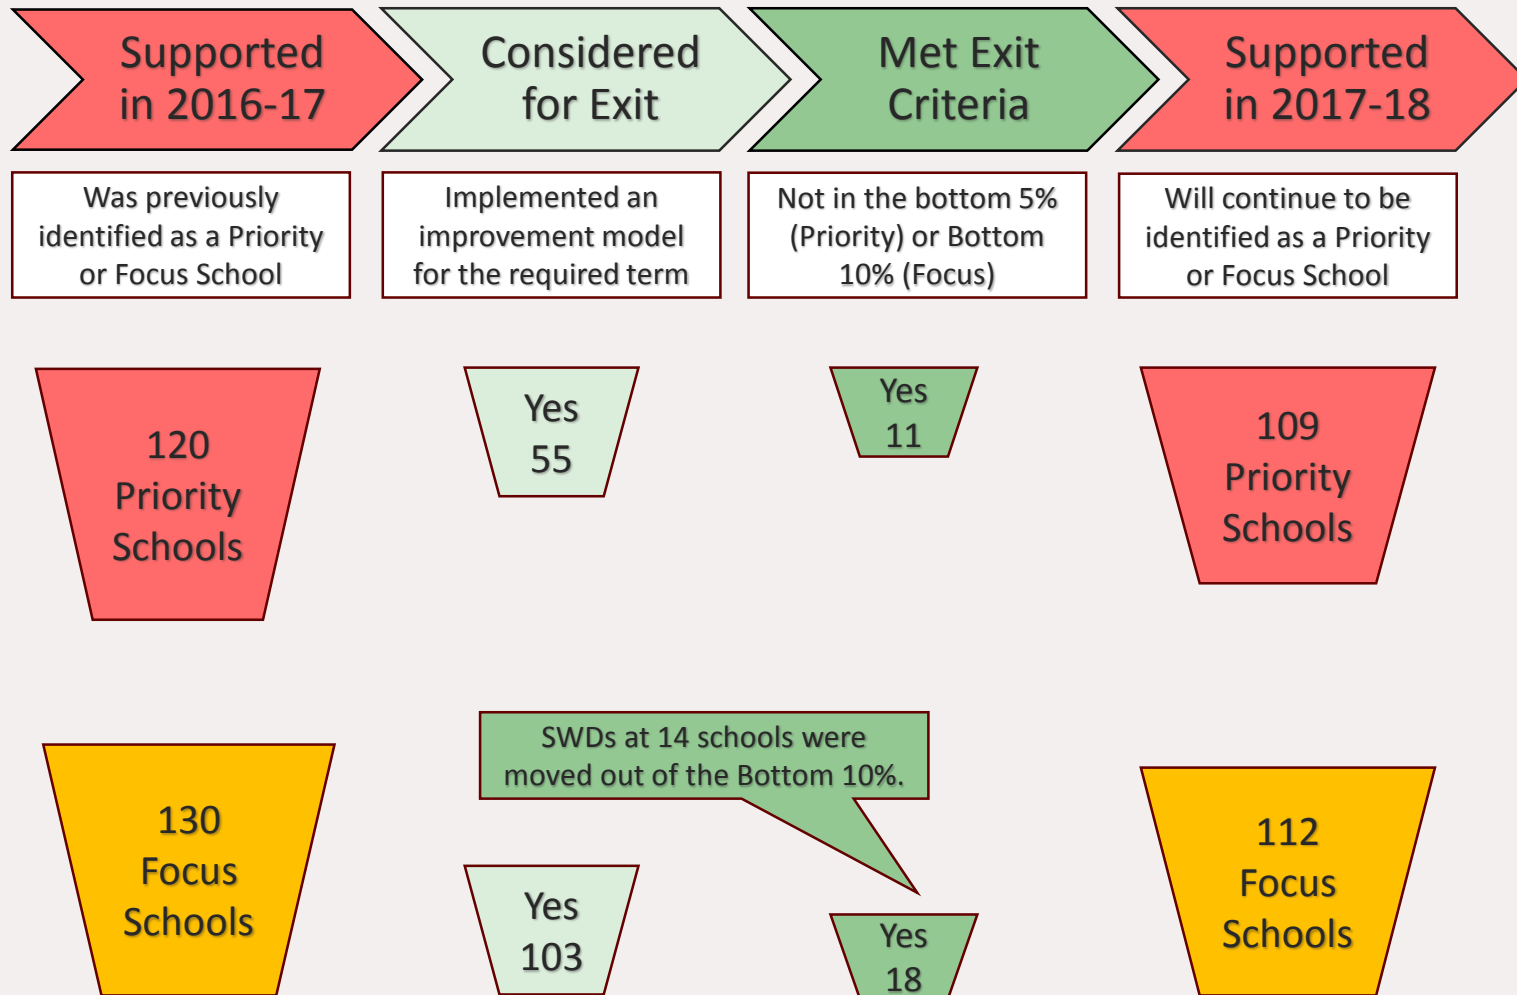 Supported
in 2016-17
Considered
for Exit
Met Exit
Criteria
Supported
in 2017-18
Was previously
identified as a Priority
or Focus School
Implemented an
improvement model
for the required term
Not in the bottom 5%
(Priority) or Bottom
10% (Focus)
Will continue to be
identified as a Priority
or Focus School
120
Priority
Schools
Yes
55
Yes
11
109
Priority
Schools
SWDs at 14 schools were
moved out of the Bottom 10%.
130
Focus
Schools
Yes
103
Yes
18
112
Focus
Schools